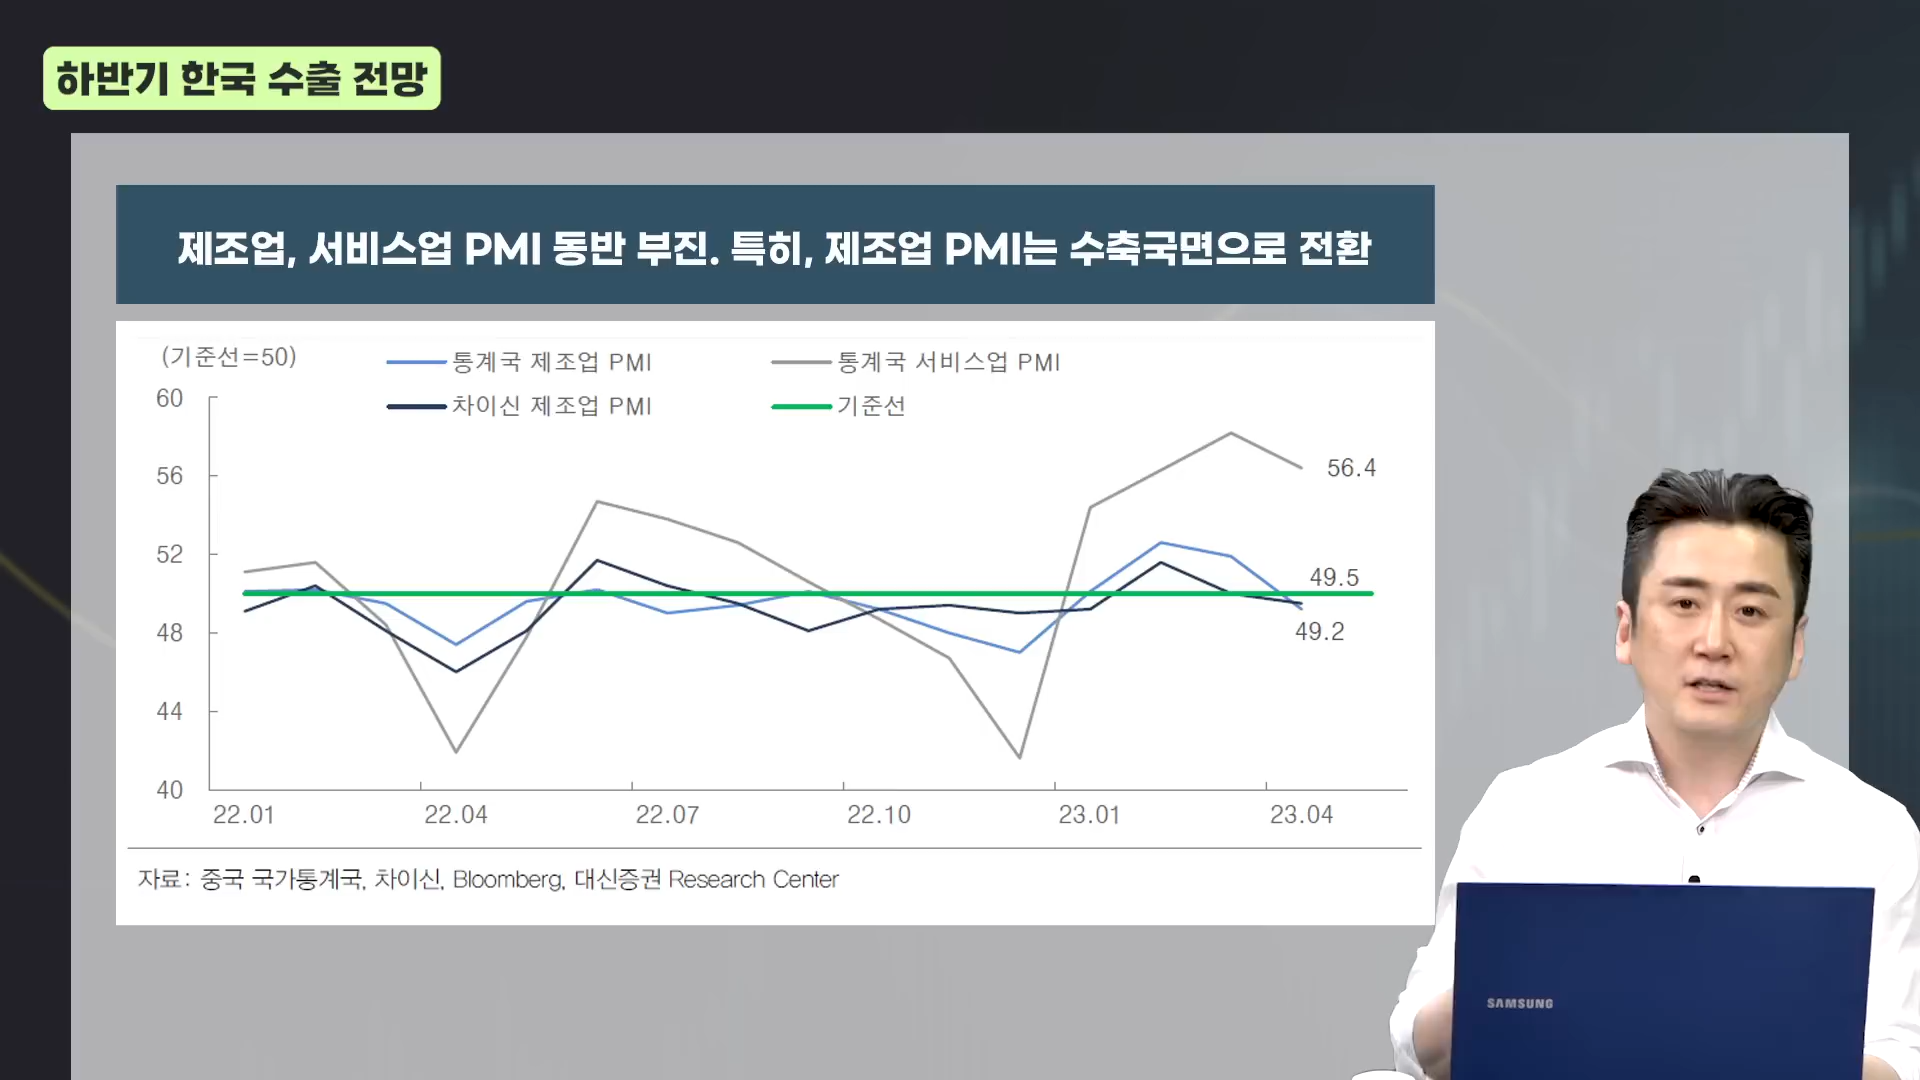 하반기 한국 수출 전망
제조업, 서비스업 PMI 동반 부진. 특히, 제조업 PMI는 수축국면으로 전환
(기준선=50)
통계국 제조업 PMI
통계국 서비스업 PMI
차이신 제조업 PMI
기준선
60
56
52
48
44
40
56.4
49.5
49.2
22.01 22.04 22.07 22.10 23.01 23.04
자료: 중국 국가통계국, 차이신, Bloomberg, 대신증권 Research Center
SAMSUNG